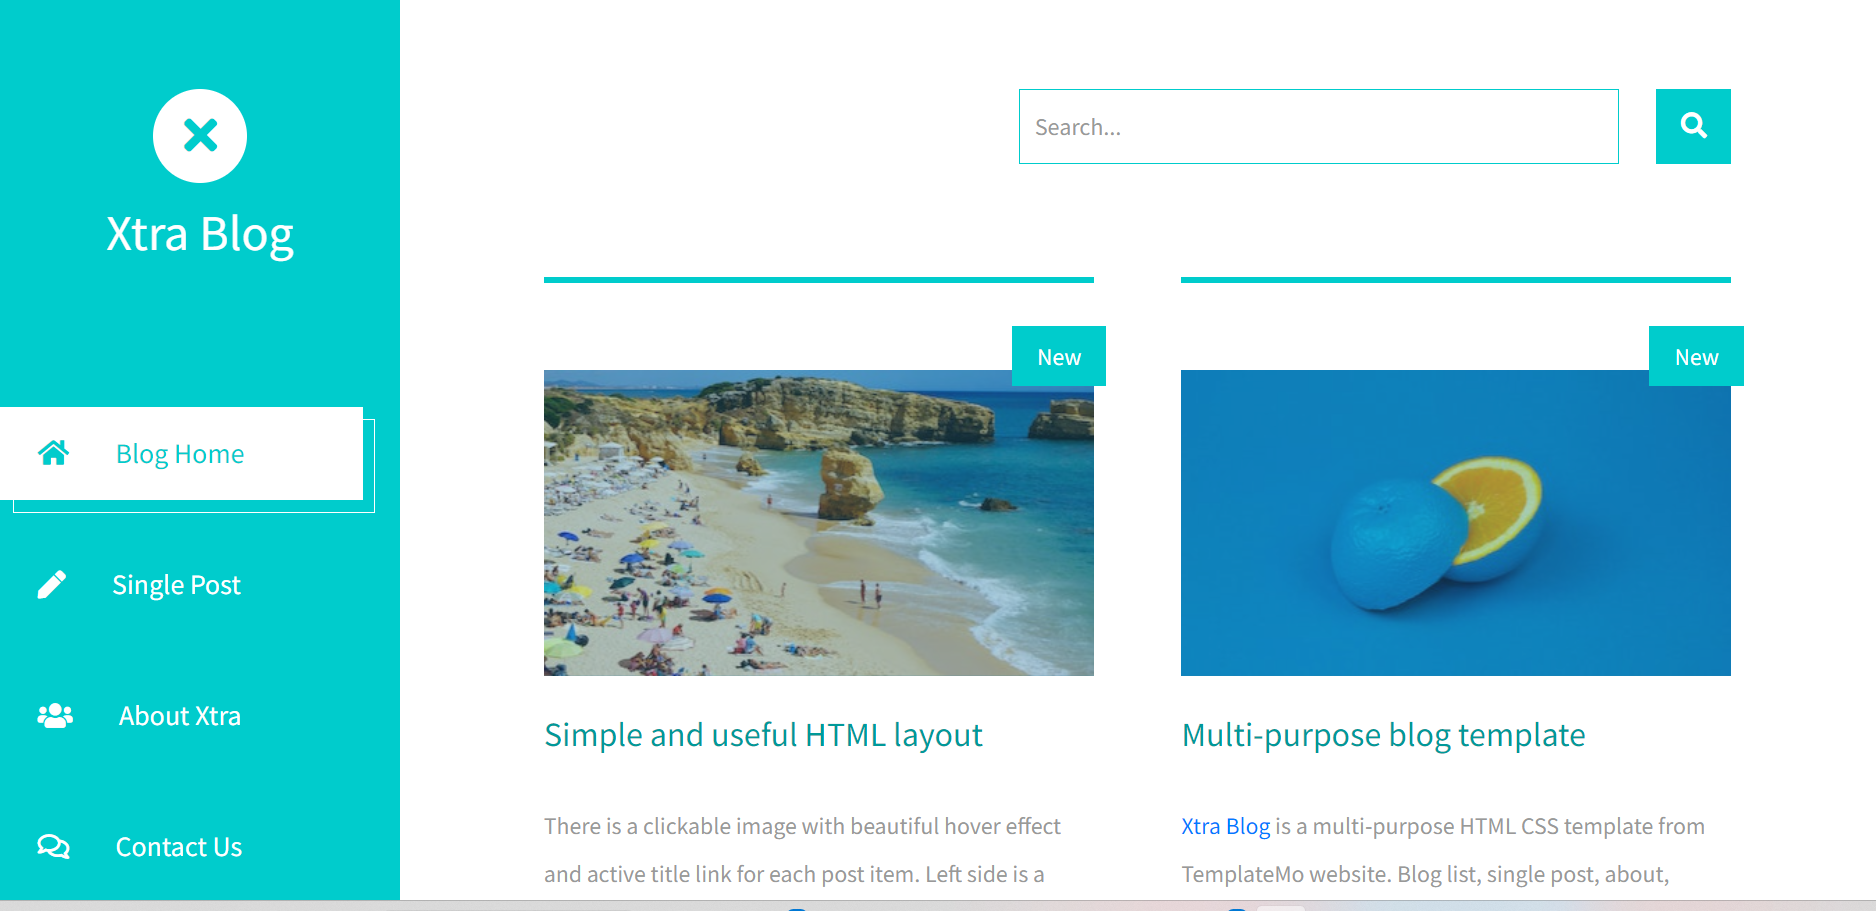 Xtra Blog
Blog Home
Single Post
About Xtra
Contact Us
Search...
New
Simple and useful HTML layout
There is a clickable image with beautiful hover effect
and active title link for each post item. Left side is a
New
Multi-purpose blog template
Xtra Blog is a multi-purpose HTML CSS template from
TemplateMo website. Blog list, single post, about,